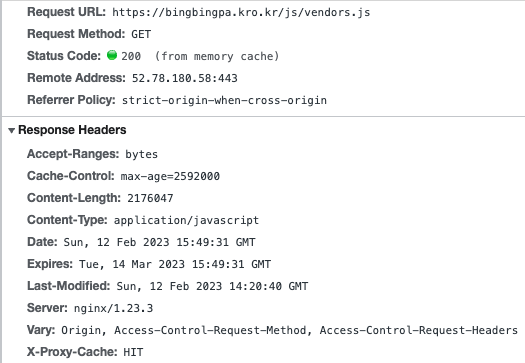 Request URL: https://bingbingpa.kro.kr/js/vendors.js
Request Method: GET
Status Code: 200 (from memory cache)
Remote Address: 52.78.180.58:443
Referrer Policy: strict-origin-when-cross-origin
Response Headers
Accept-Ranges: bytes
Cache-Control: max-age=2592000
Content-Length: 2176047
Content-Type: application/javascript
Date: Sun, 12 Feb 2023 15:49:31 GMT
Expires: Tue, 14 Mar 2023 15:49:31 GMT
Last-Modified: Sun, 12 Feb 2023 14:20:40 GMT
Server: nginx/1.23.3
Vary: Origin, Access-Control-Request-Method, Access-Control-Request-Headers
X-Proxy-Cache: HIT